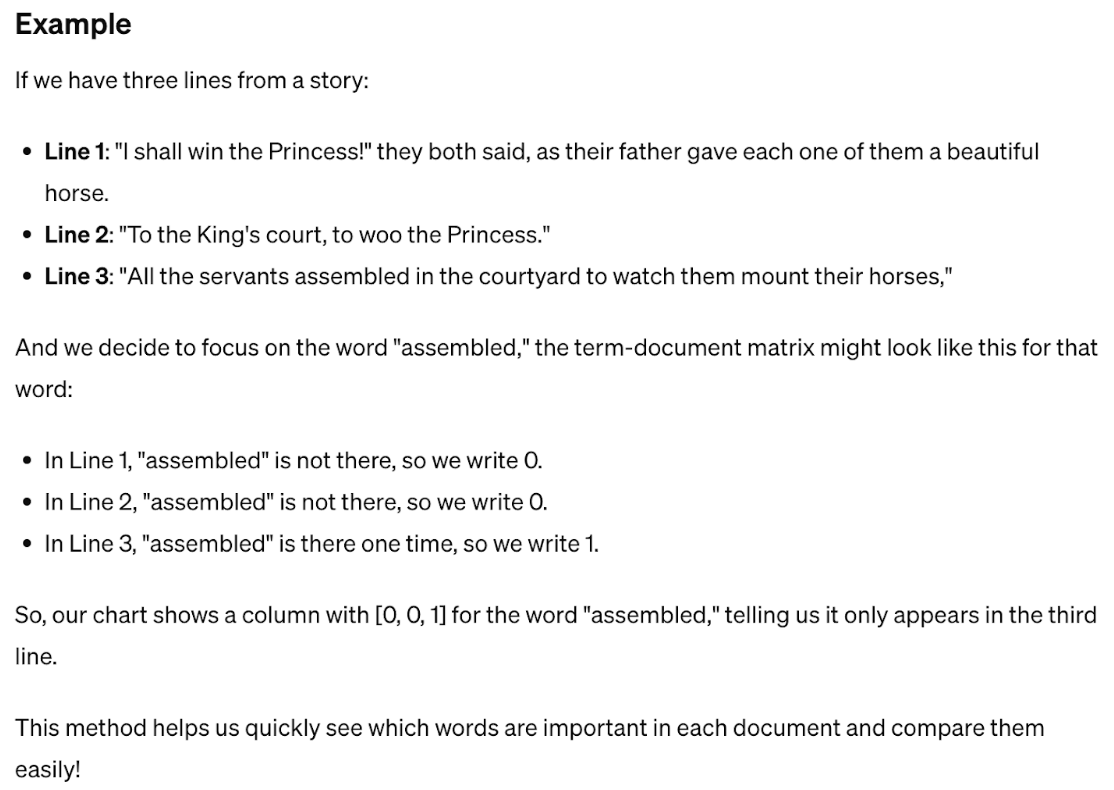 Example
If we have three lines from a story:
• Line 1: "I shall win the Princess!" they both said, as their father gave each one of them a beautiful
horse.
• Line 2: "To the King's court, to woo the Princess."
• Line 3: "All the servants assembled in the courtyard to watch them mount their horses,"
And we decide to focus on the word "assembled," the term-document matrix might look like this for that
word:
• In Line 1, "assembled" is not there, so we write 0.
• In Line 2, "assembled" is not there, so we write 0.
• In Line 3, "assembled" is there one time, so we write 1.
So, our chart shows a column with [0, 0, 1] for the word "assembled," telling us it only appears in the third
line.
This method helps us quickly see which words are important in each document and compare them
easily!